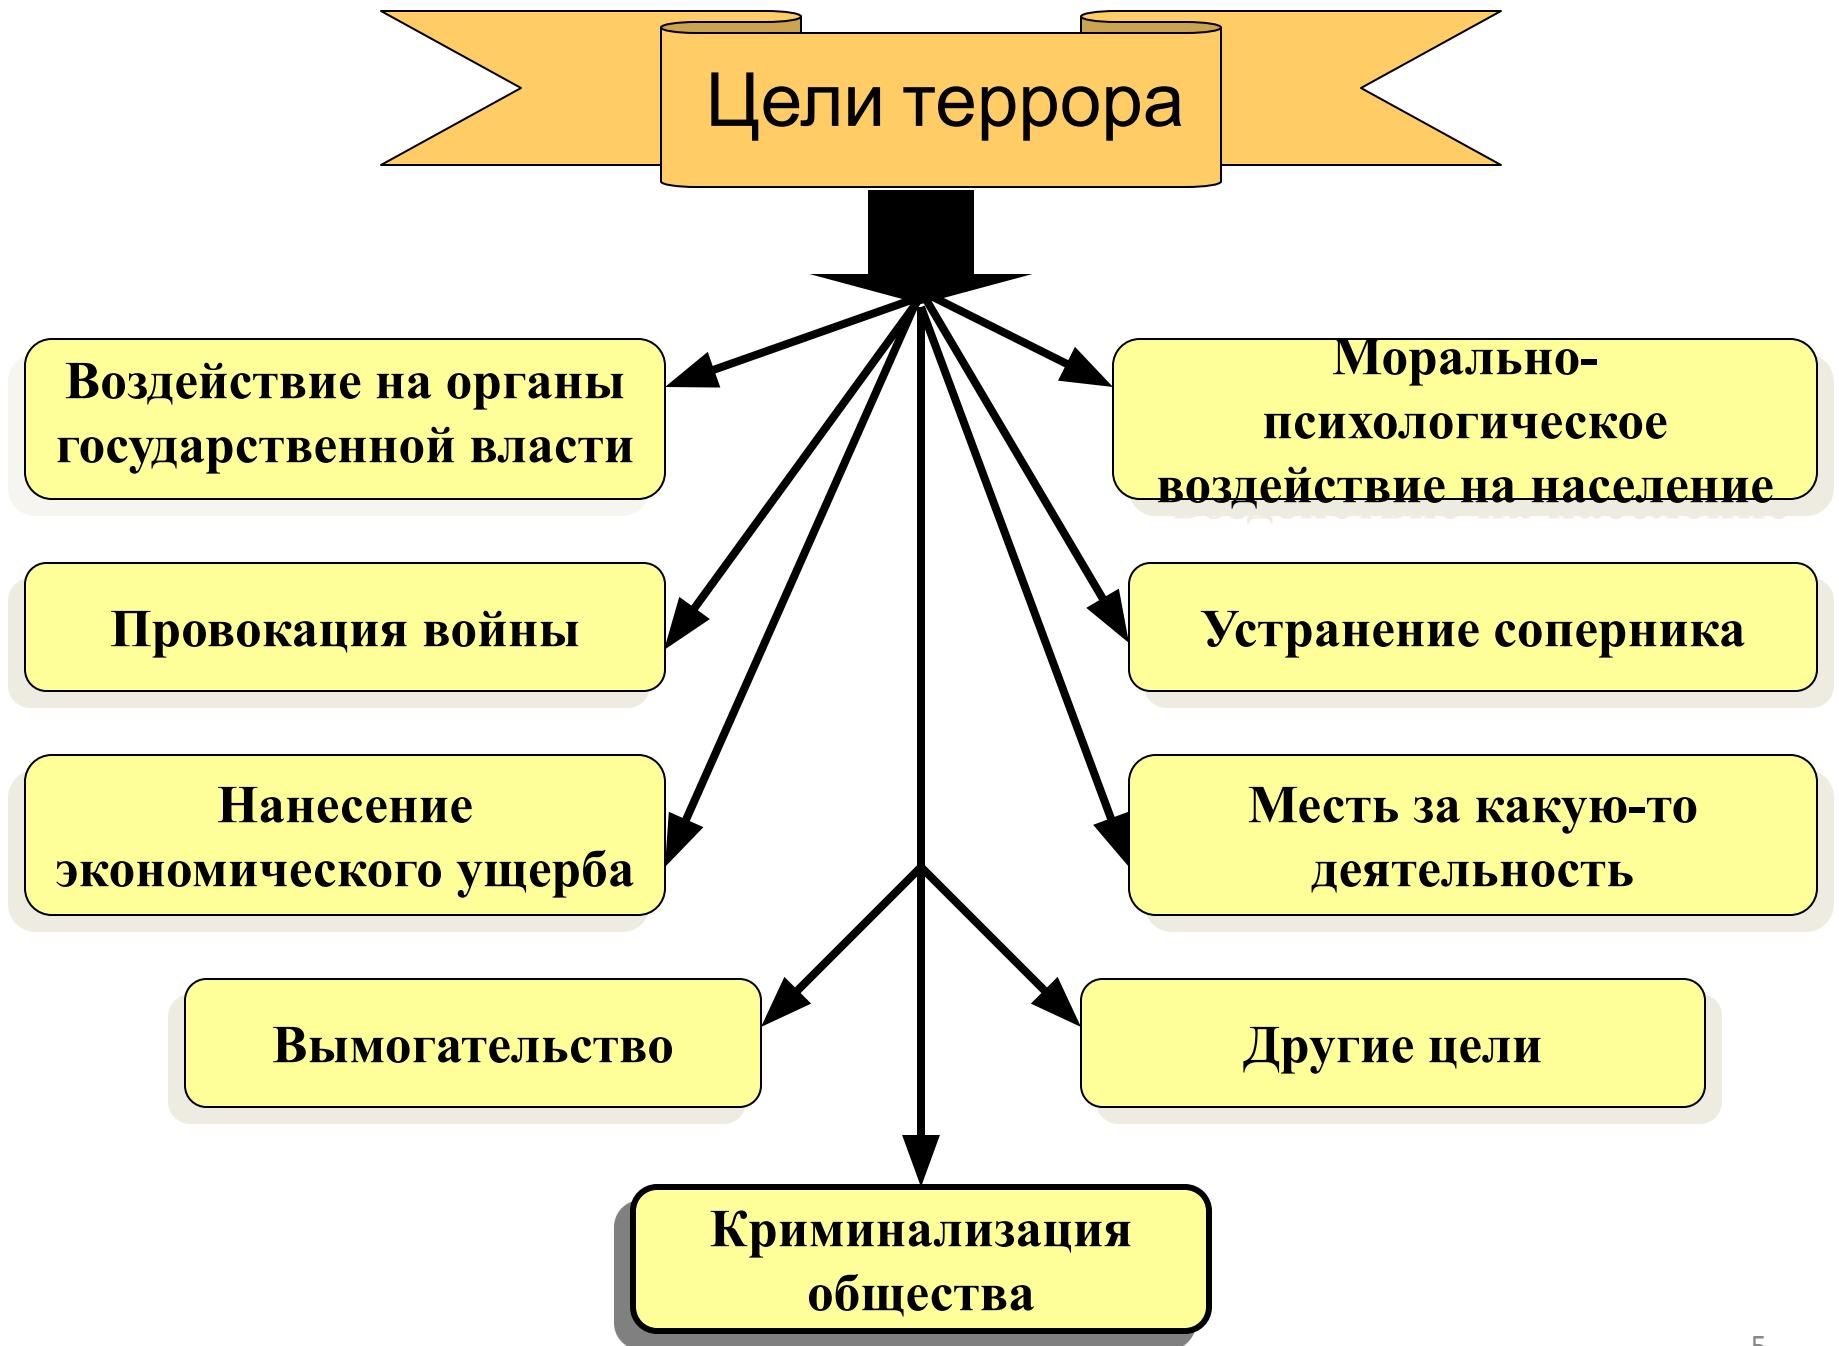 Цели террора
Воздействие на органы
государственной власти
Морально-
психологическое
воздействие на население
Провокация войны
Устранение соперника
Нанесение
экономического ущерба
Месть за какую-то
деятельность
Вымогательство
Другие цели
Криминализация
общества
5